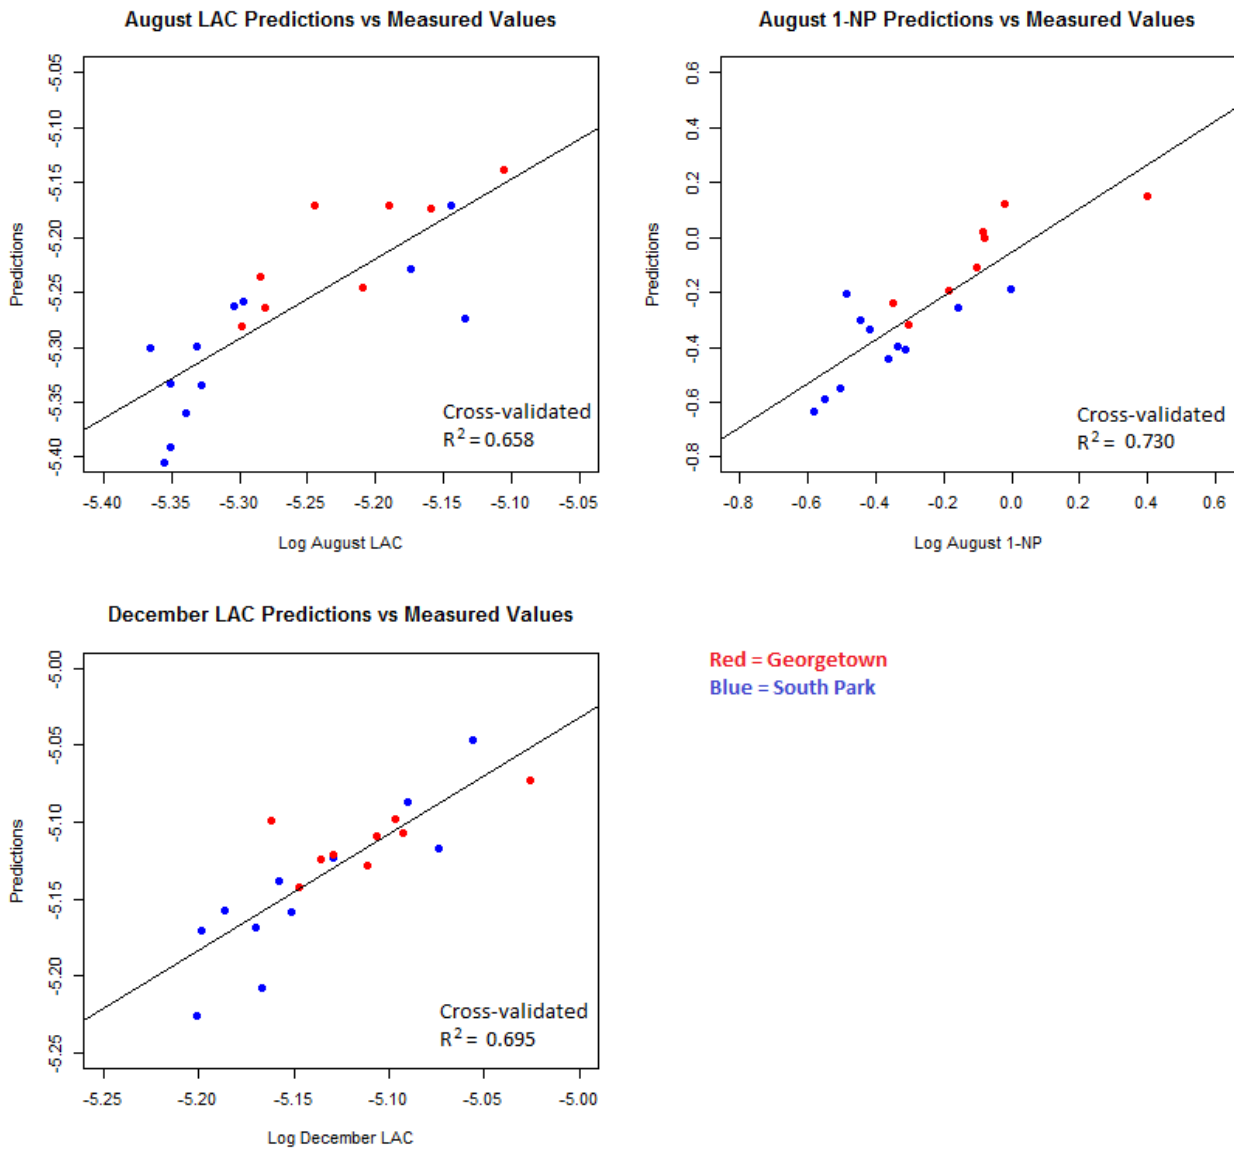 August LAC Predictions vs Measured Values
Predictions
-5.05
-5.10
-5.15
-5.20
-5.25
-5.30
-5.35
-5.40
Cross-validated
R² = 0.658
-5.40 -5.35 -5.30 -5.25 -5.20 -5.15 -5.10 -5.05
Log August LAC
August 1-NP Predictions vs Measured Values
Predictions
0.6
0.4
0.2
0.0
-0.2
-0.4
-0.6
-0.8
Cross-validated
R² = 0.730
-0.8 -0.6 -0.4 -0.2 0.0 0.2 0.4 0.6
Log August 1-NP
December LAC Predictions vs Measured Values
Predictions
-5.00
-5.05
-5.10
-5.15
-5.20
-5.25
Cross-validated
R² = 0.695
-5.25 -5.20 -5.15 -5.10 -5.05 -5.00
Log December LAC
Red = Georgetown
Blue = South Park